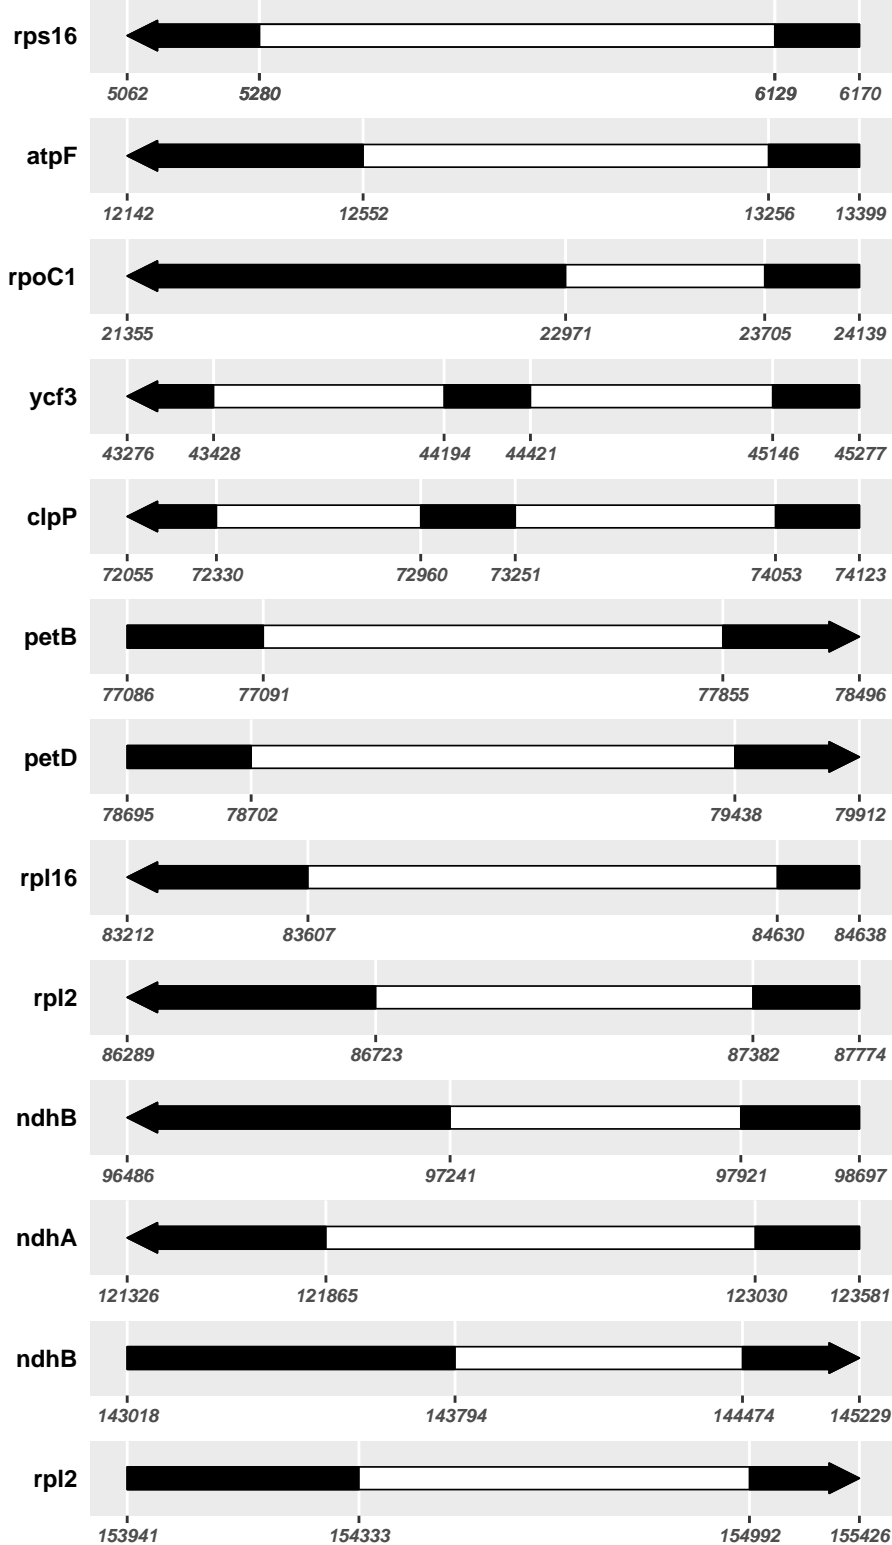 rps16
5062 5280 6129 6170
atpF
12142 12552 13256 13399
rpoC1
21355 22971 23705 24139
ycf3
43276 43428 44194 44421 45146 45277
clpP
72055 72330 72960 73251 74053 74123
petB
77086 77091 77855 78496
petD
78695 78702 79438 79912
rpl16
83212 83607 84630 84638
rpl2
86289 86723 87382 87774
ndhB
96486 97241 97921 98697
ndhA
121326 121865 123030 123581
ndhB
143018 143794 144474 145229
rpl2
153941 154333 154992 155426